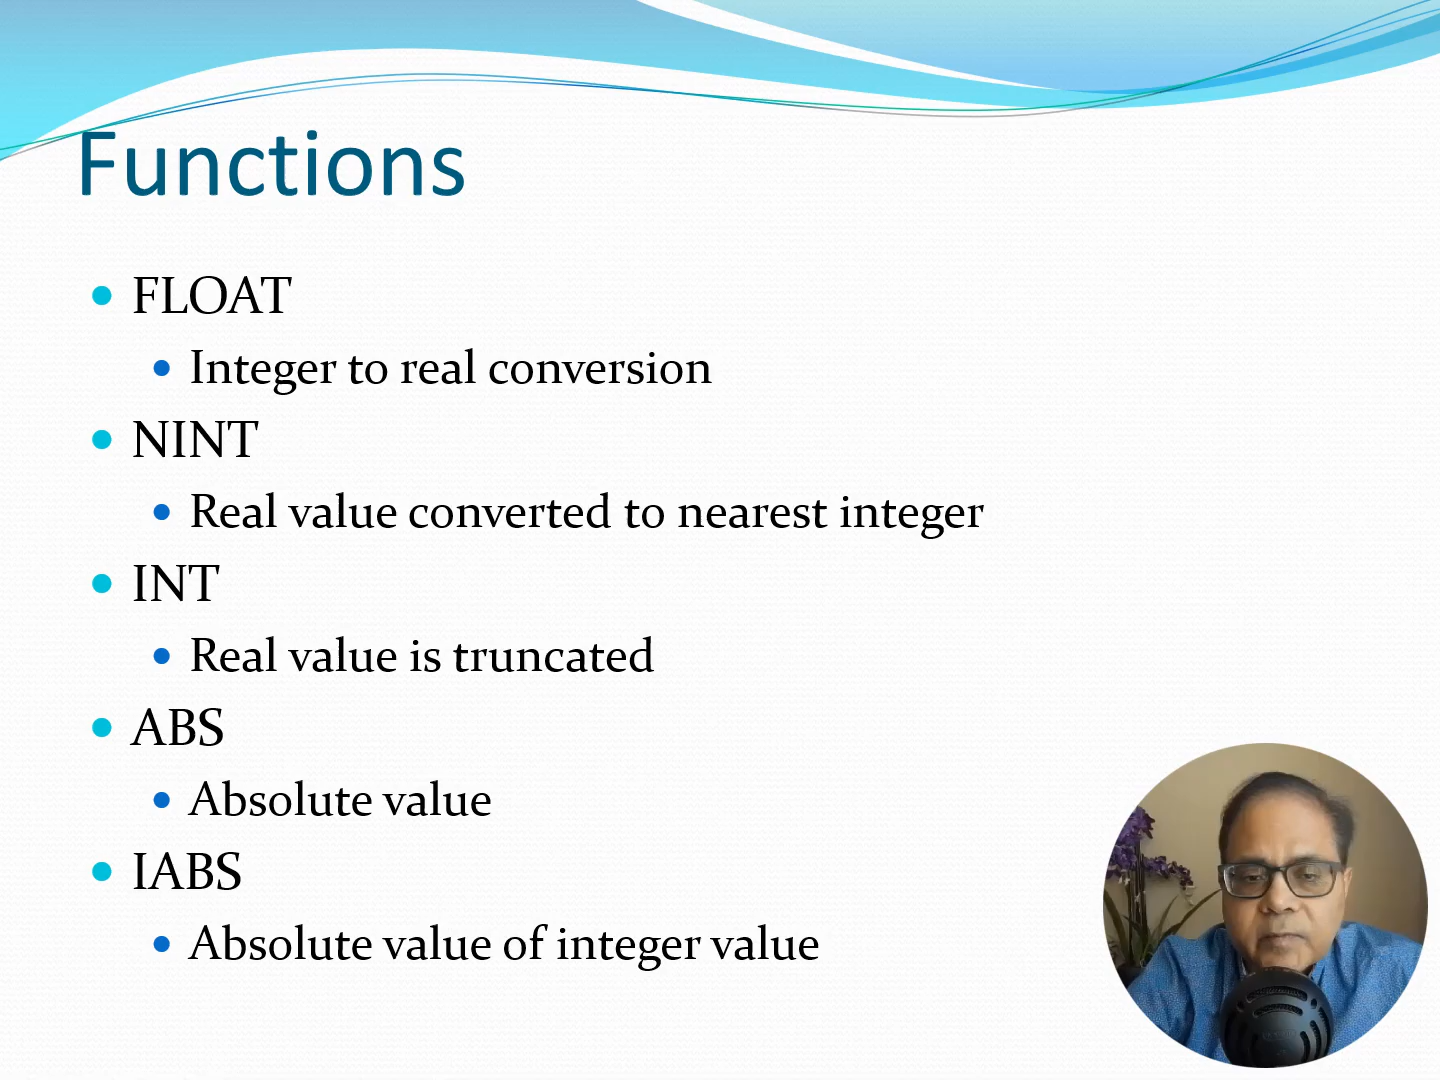 Functions
FLOAT
Integer to real conversion
NINT
Real value converted to nearest integer
INT
Real value is truncated
ABS
Absolute value
IABS
Absolute value of integer value